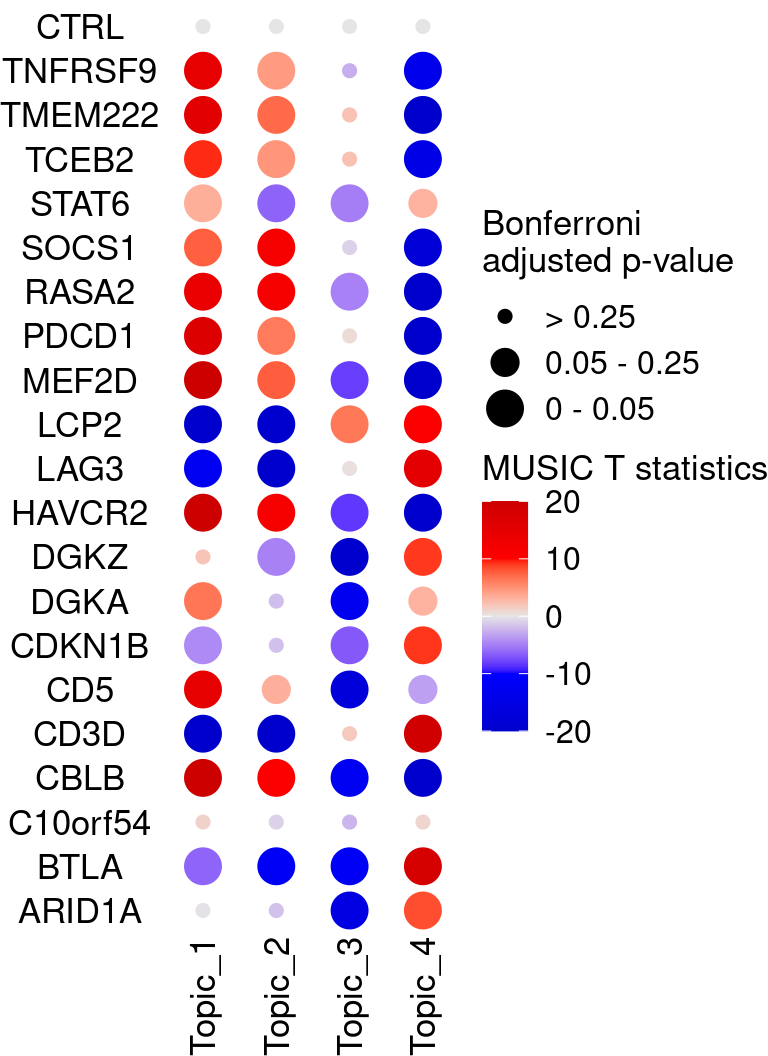 CTRL
TNFRSF9
TMEM222
TCEB2
STAT6
SOCS1
RASA2
PDCD1
MEF2D
LCP2
LAG3
HAVCR2
DGKZ
DGKA
CDKN1B
CD5
CD3D
CBLB
C10orf54
BTLA
ARID1A
Topic_1
Topic_2
Topic_3
Topic_4
Bonferroni
adjusted p-value
> 0.25
0.05 - 0.25
0 - 0.05
MUSIC T statistics
20
10
0
-10
-20